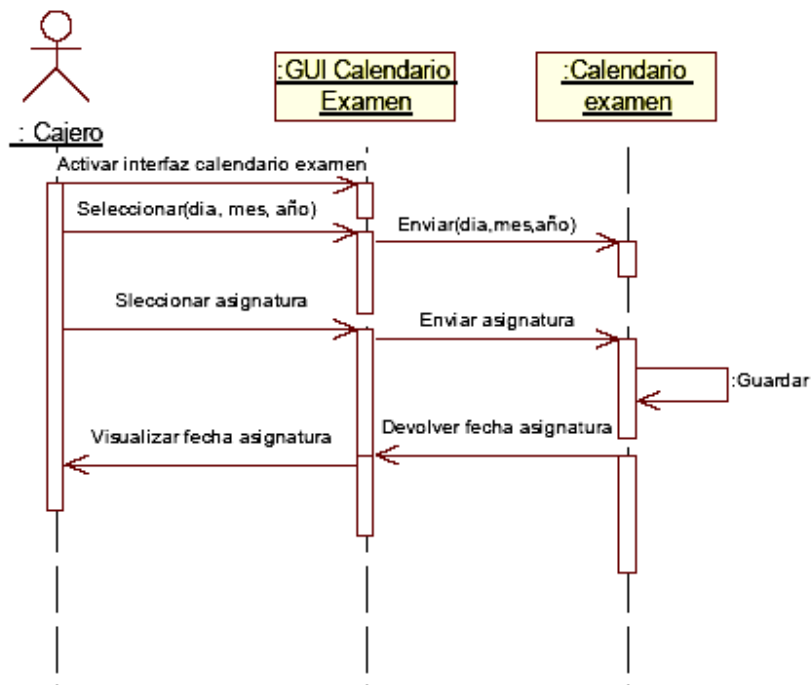 :GUI Calendario
Examen
:Calendario
examen
: Cajero
Activar interfaz calendario examen
Seleccionar(dia, mes, año)
Enviar(dia,mes,año)
Sleccionar asignatura
Enviar asignatura
:Guardar
Devolver fecha asignatura
Visualizar fecha asignatura